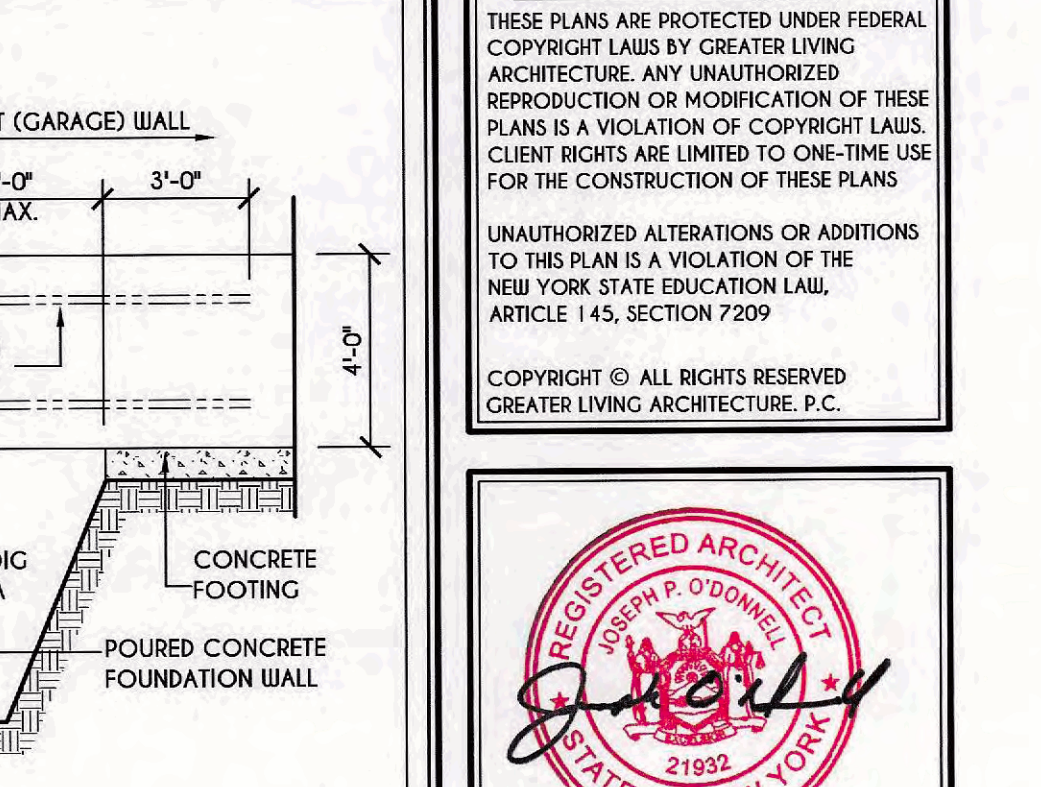 (GARAGE) WALL
3'-0"
4'-0"
CONCRETE
FOOTING
POURED CONCRETE
FOUNDATION WALL
THESE PLANS ARE PROTECTED UNDER FEDERAL
COPYRIGHT LAWS BY GREATER LIVING
ARCHITECTURE. ANY UNAUTHORIZED
REPRODUCTION OR MODIFICATION OF THESE
PLANS IS A VIOLATION OF COPYRIGHT LAWS.
CLIENT RIGHTS ARE LIMITED TO ONE-TIME USE
FOR THE CONSTRUCTION OF THESE PLANS
UNAUTHORIZED ALTERATIONS OR ADDITIONS
TO THIS PLAN IS A VIOLATION OF THE
NEW YORK STATE EDUCATION LAW,
ARTICLE 145, SECTION 7209
COPYRIGHT © ALL RIGHTS RESERVED
GREATER LIVING ARCHITECTURE. P.C.
REGISTERED ARCHITECT
JOSEPH P. O'DONNELL
EXCELSIOR
21932
STATE YORK